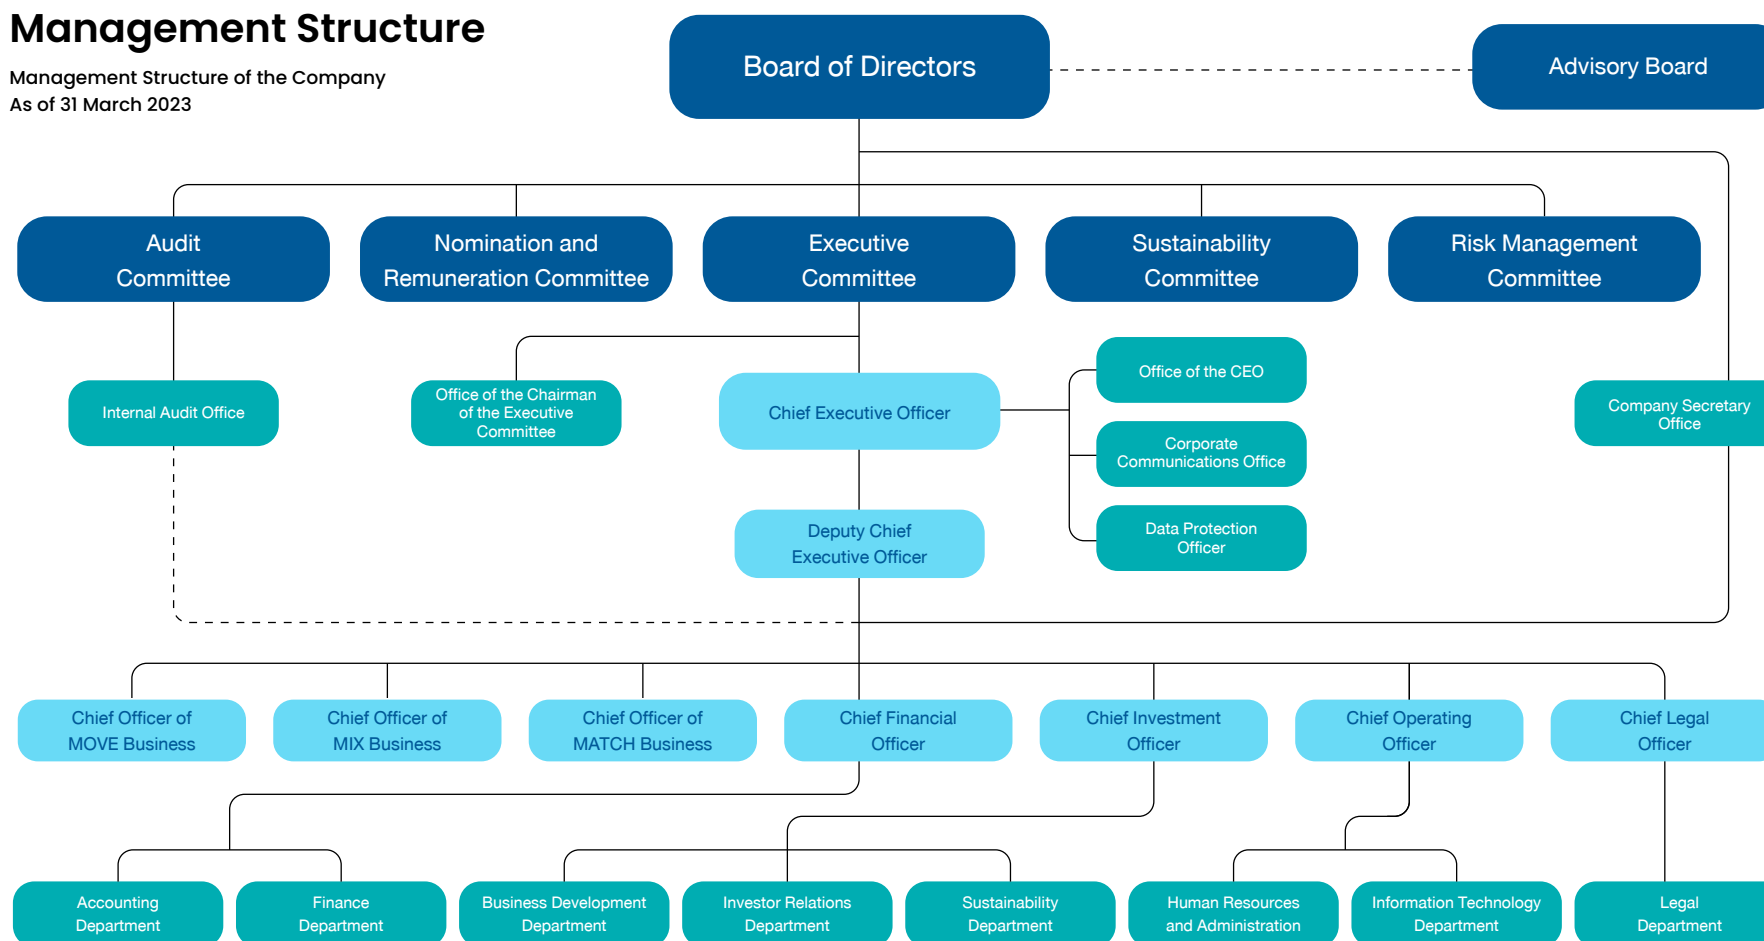 Management Structure
Management Structure of the Company
As of 31 March 2023
Board of Directors
Advisory Board
Audit
Committee
Nomination and
Remuneration Committee
Executive
Committee
Sustainability
Committee
Risk Management
Committee
Internal Audit Office
Office of the Chairman
of the Executive
Committee
Chief Executive Officer
Office of the CEO
Corporate
Communications Office
Data Protection
Officer
Company Secretary
Office
Deputy Chief
Executive Officer
Chief Officer of
MOVE Business
Chief Officer of
MIX Business
Chief Officer of
MATCH Business
Chief Financial
Officer
Chief Investment
Officer
Chief Operating
Officer
Chief Legal
Officer
Accounting
Department
Finance
Department
Business Development
Department
Investor Relations
Department
Sustainability
Department
Human Resources
and Administration
Information Technology
Department
Legal
Department